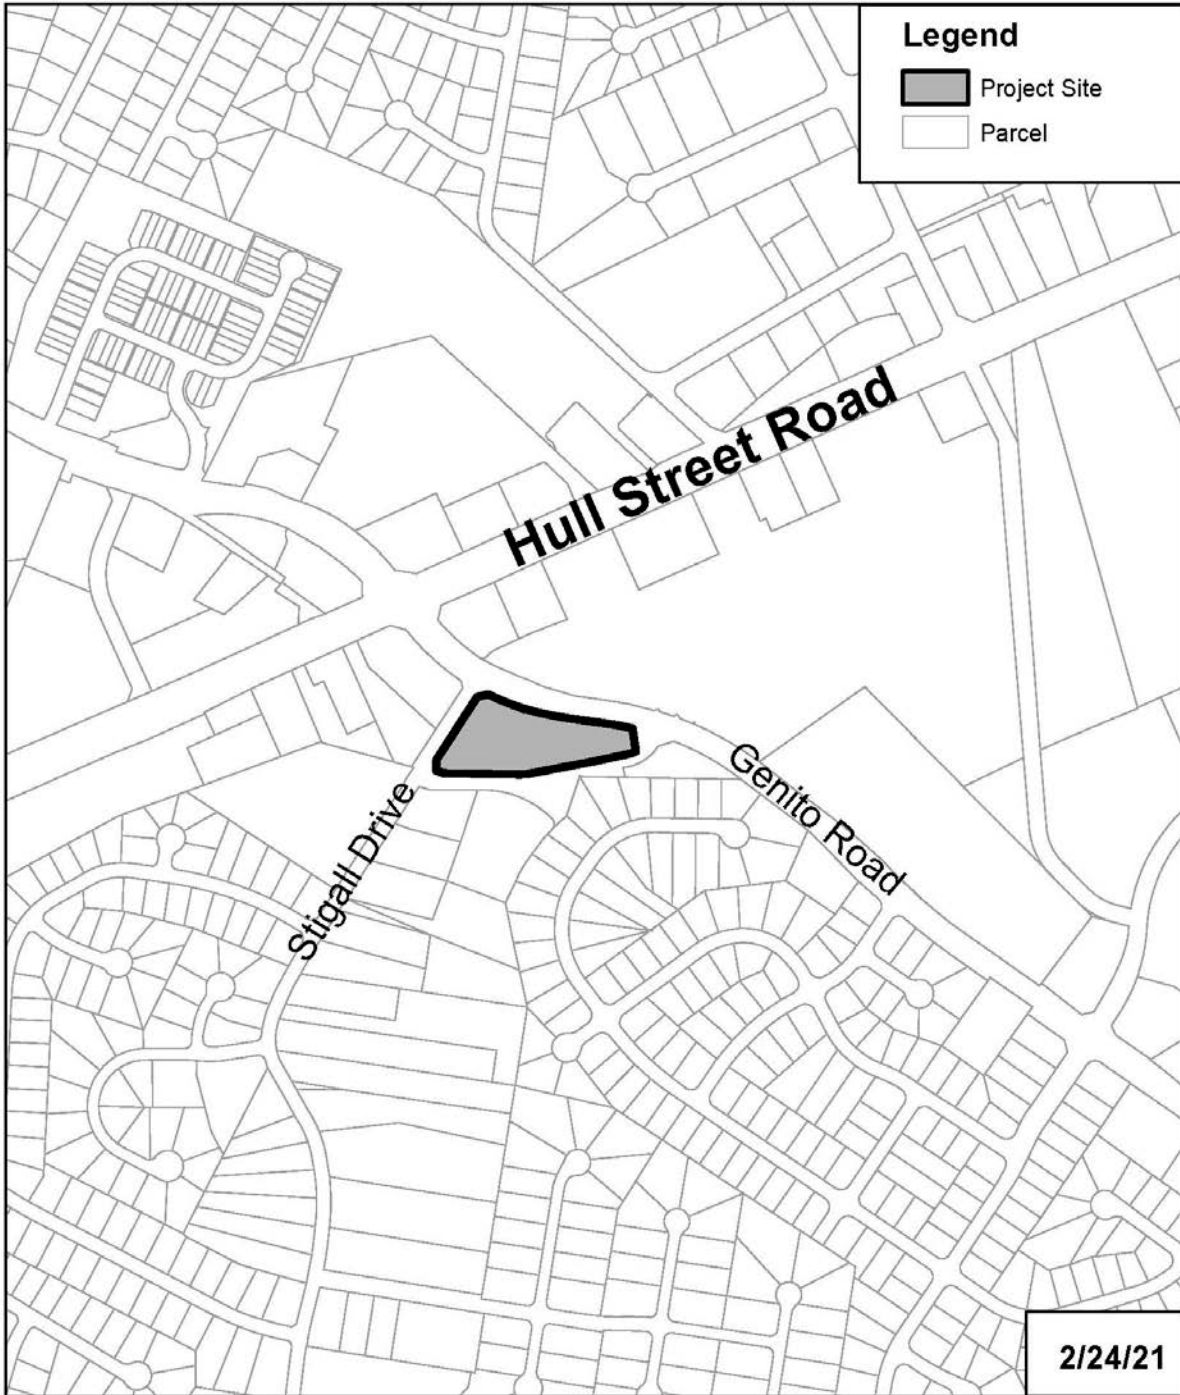 Legend
Project Site
Parcel
Hull Street Road
Genito Road
Stigall Drive
2/24/21